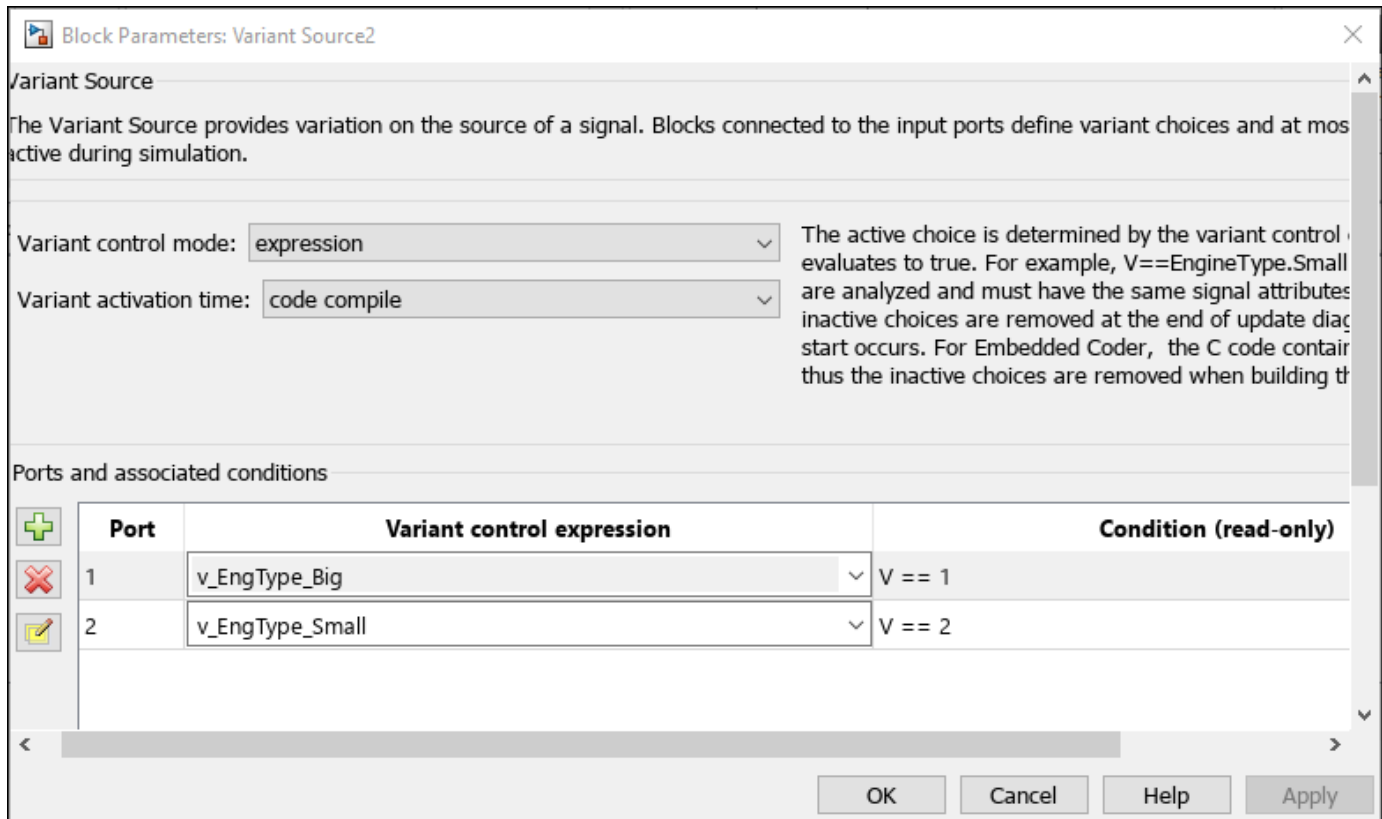 Block Parameters: Variant Source2
Variant Source
The Variant Source provides variation on the source of a signal. Blocks connected to the input ports define variant choices and at mos
active during simulation.
Variant control mode: expression
The active choice is determined by the variant control
evaluates to true. For example, V==EngineType.Small
Variant activation time: code compile
are analyzed and must have the same signal attributes
inactive choices are removed at the end of update diag
start occurs. For Embedded Coder, the C code contain
thus the inactive choices are removed when building th
Ports and associated conditions
Port Variant control expression Condition (read-only)
1 v_EngType_Big V == 1
2 v_EngType_Small V == 2
OK Cancel Help Apply